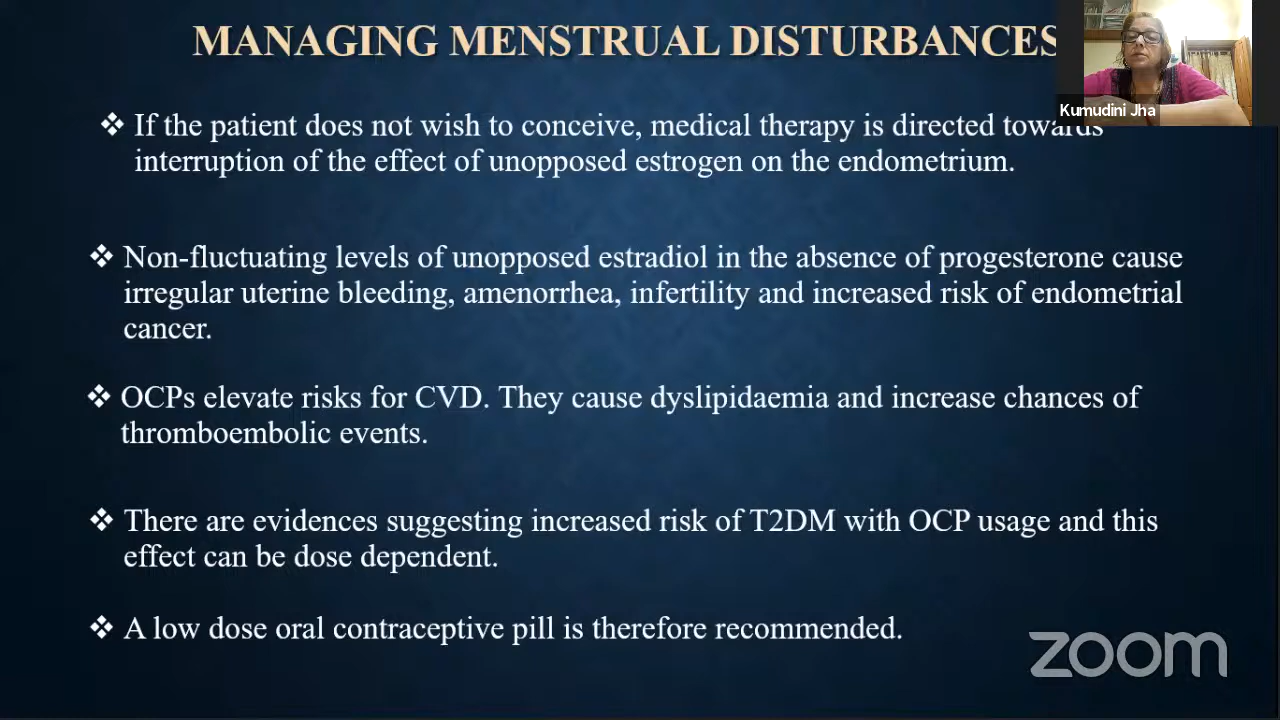 MANAGING MENSTRUAL DISTURBANCES
Kumudini Jha
❖ If the patient does not wish to conceive, medical therapy is directed towards
interruption of the effect of unopposed estrogen on the endometrium.
❖ Non-fluctuating levels of unopposed estradiol in the absence of progesterone cause
irregular uterine bleeding, amenorrhea, infertility and increased risk of endometrial
cancer.
❖ OCPs elevate risks for CVD. They cause dyslipidaemia and increase chances of
thromboembolic events.
❖ There are evidences suggesting increased risk of T2DM with OCP usage and this
effect can be dose dependent.
❖ A low dose oral contraceptive pill is therefore recommended.
zoom